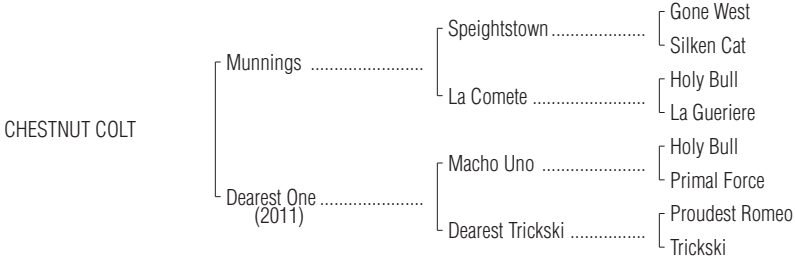 Gone West
Speightstown ......................
Silken Cat
Munnings ..........................
Holy Bull
La Comete ..........................
La Gueriere
CHESTNUT COLT
Holy Bull
Macho Uno ........................
Primal Force
Dearest One ........................
(2011)
Proudest Romeo
Dearest Trickski .................
Trickski